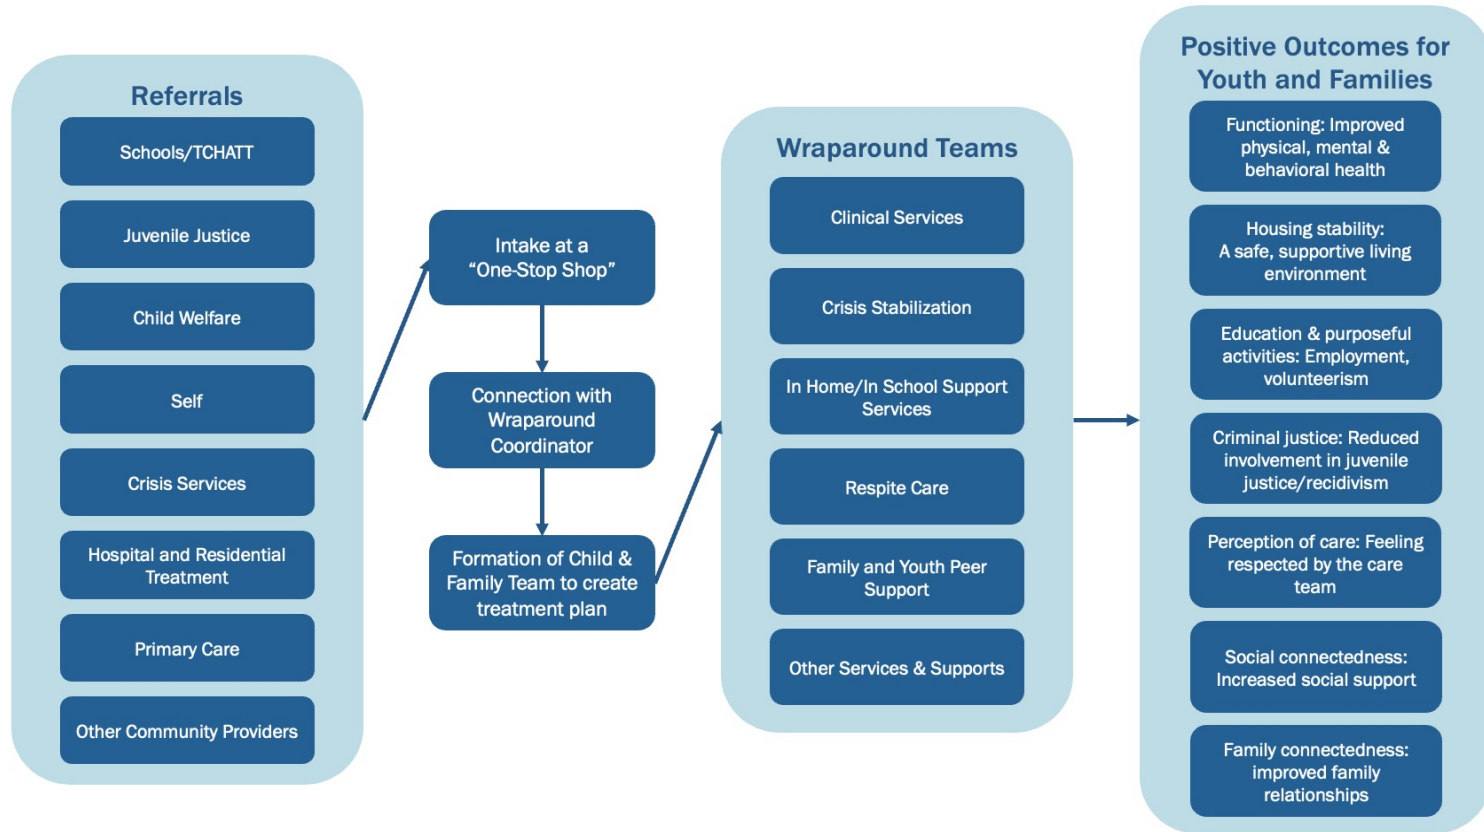 Referrals
Schools/TCHATT
Juvenile Justice
Child Welfare
Self
Crisis Services
Hospital and Residential
Treatment
Primary Care
Other Community Providers
Intake at a
“One-Stop Shop”
Connection with
Wraparound
Coordinator
Formation of Child &
Family Team to create
treatment plan
Wraparound Teams
Clinical Services
Crisis Stabilization
In Home/In School Support
Services
Respite Care
Family and Youth Peer
Support
Other Services & Supports
Positive Outcomes for
Youth and Families
Functioning: Improved
physical, mental &
behavioral health
Housing stability:
A safe, supportive living
environment
Education & purposeful
activities: Employment,
volunteerism
Criminal justice: Reduced
involvement in juvenile
justice/recidivism
Perception of care: Feeling
respected by the care
team
Social connectedness:
Increased social support
Family connectedness:
improved family
relationships